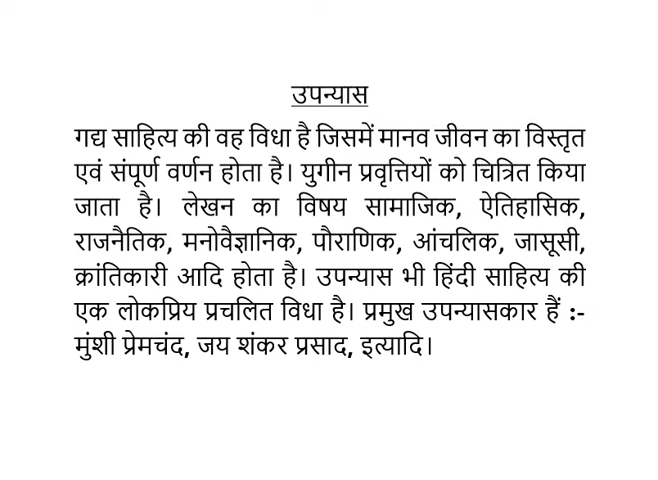 उपन्यास
गद्य साहित्य की वह विधा है जिसमें मानव जीवन का विस्तृत
एवं संपूर्ण वर्णन होता है। युगीन प्रवृत्तियों को चित्रित किया
जाता है। लेखन का विषय सामाजिक, ऐतिहासिक,
राजनैतिक, मनोवैज्ञानिक, पौराणिक, आंचलिक, जासूसी,
क्रांतिकारी आदि होता है। उपन्यास भी हिंदी साहित्य की
एक लोकप्रिय प्रचलित विधा है। प्रमुख उपन्यासकार हैं :-
मुंशी प्रेमचंद, जय शंकर प्रसाद, इत्यादि।